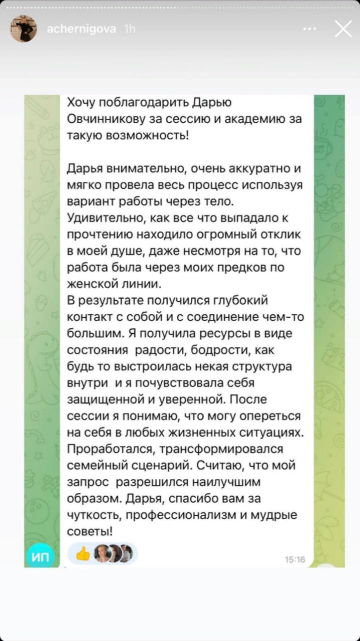 achernigova 1h
Хочу поблагодарить Дарью
Овчинникову за сессию и академию за
такую возможность!
Дарья внимательно, очень аккуратно и
мягко провела весь процесс используя
вариант работы через тело.
Удивительно, как все что выпадало к
прочтению находило огромный отклик
в моей душе, даже несмотря на то, что
работа была через моих предков по
женской линии.
В результате получился глубокий
контакт с собой и с соединение чем-то
большим. Я получила ресурсы в виде
состояния радости, бодрости, как
будь то выстроилась некая структура
внутри и я почувствовала себя
защищенной и уверенной. После
сессии я понимаю, что могу опереться
на себя в любых жизненных ситуациях.
Проработался, трансформировался
семейный сценарий. Считаю, что мой
запрос разрешился наилучшим
образом. Дарья, спасибо вам за
чуткость, профессионализм и мудрые
советы!
ИП
15:16